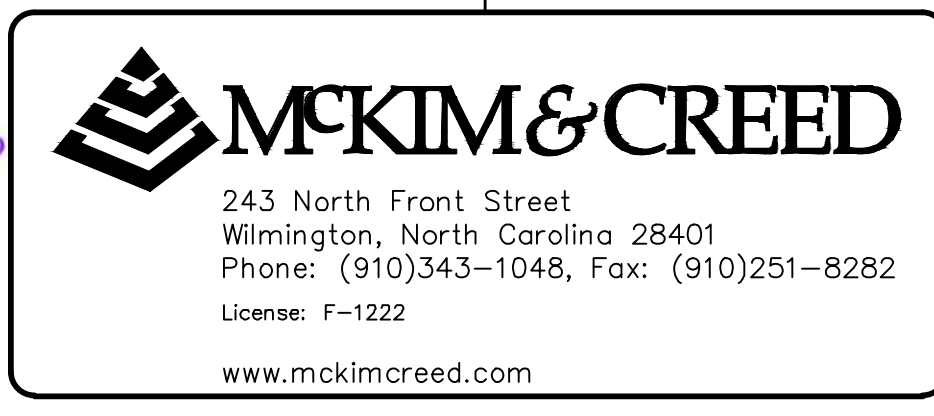 McKIM & CREED
243 North Front Street
Wilmington, North Carolina 28401
Phone: (910)343-1048, Fax: (910)251-8282
License: F-1222
www.mckimcreed.com